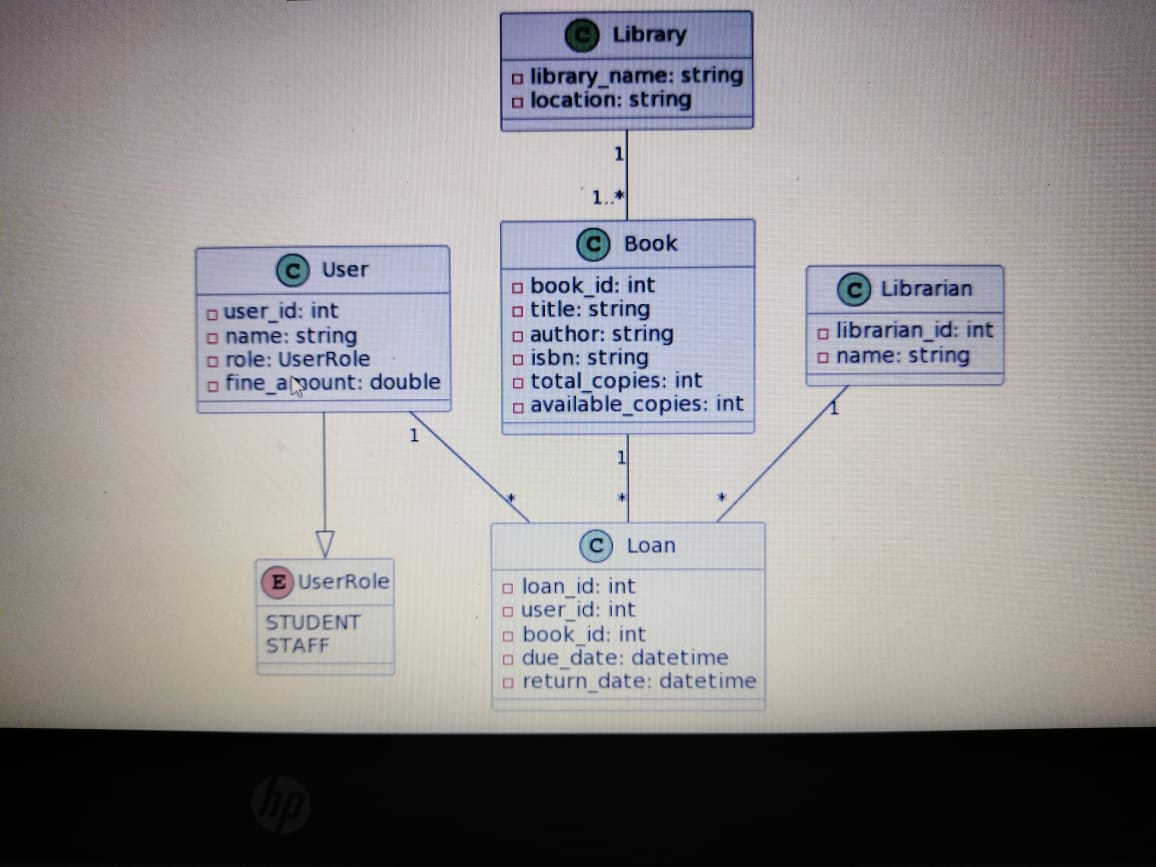 C Library
library_name: string
location: string
1
1..*
C Book
book_id: int
title: string
author: string
isbn: string
total_copies: int
available_copies: int
C User
user_id: int
name: string
role: UserRole
fine_amount: double
C Librarian
librarian_id: int
name: string
1
*
1
*
1
*
E UserRole
STUDENT
STAFF
C Loan
loan_id: int
user_id: int
book_id: int
due_date: datetime
return_date: datetime
hp